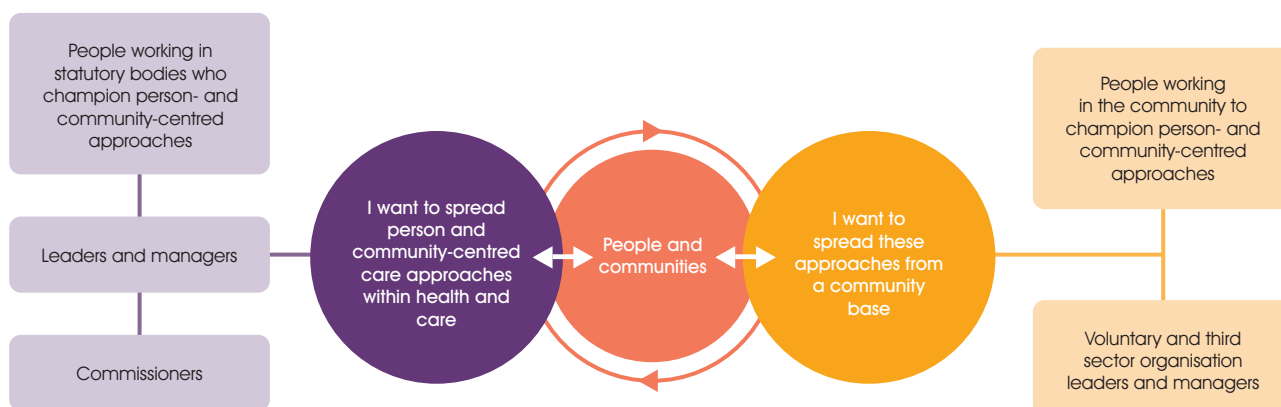 People working in
statutory bodies who
champion person- and
community-centred
approaches
Leaders and managers
Commissioners
I want to spread
person and
community-centred
care approaches
within health and
care
People and
communities
I want to
spread these
approaches from
a community
base
People working
in the community to
champion person- and
community-centred
approaches
Voluntary and third
sector organisation
leaders and managers